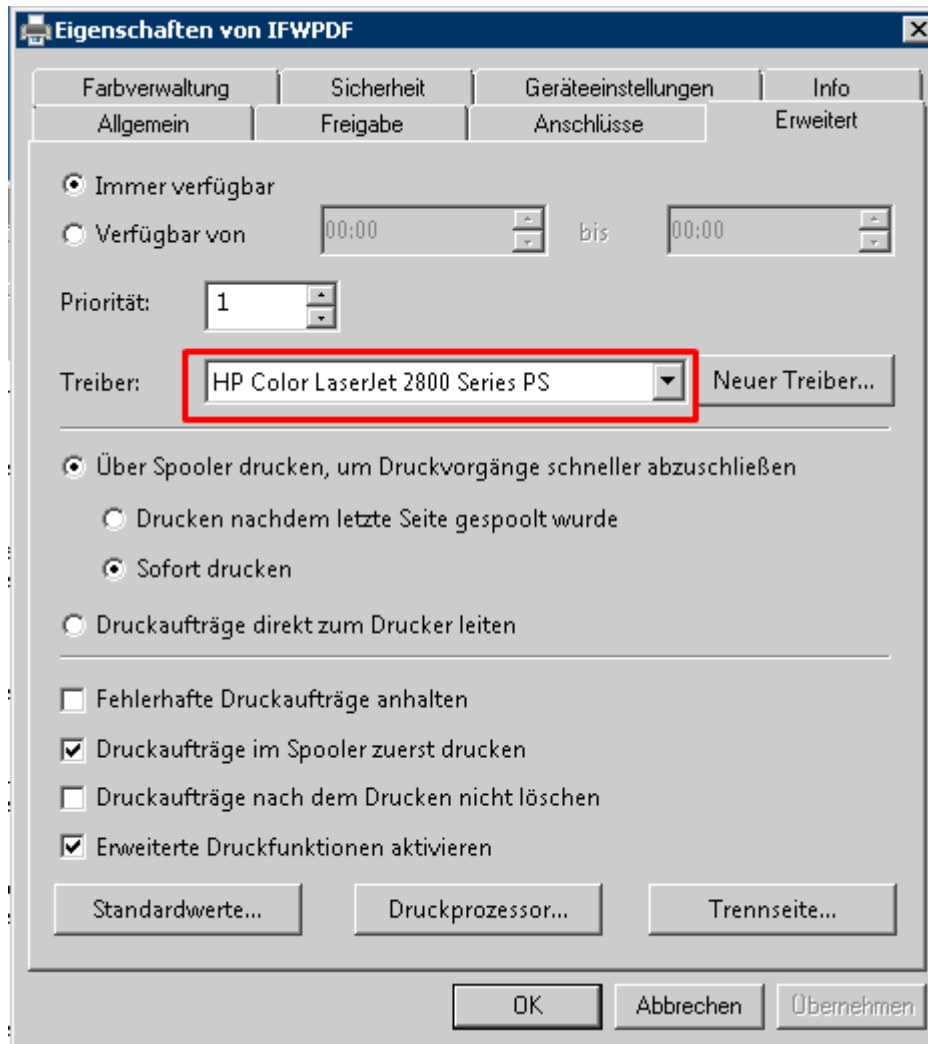 Eigenschaften von IFWPDF
Farbverwaltung Sicherheit Geräteeinstellungen Info
Allgemein Freigabe Anschlüsse Erweitert
Immer verfügbar
Verfügbar von 00:00 bis 00:00
Priorität: 1
Treiber: HP Color LaserJet 2800 Series PS Neuer Treiber...
Über Spooler drucken, um Druckvorgänge schneller abzuschließen
Drucken nachdem letzte Seite gespoolt wurde
Sofort drucken
Druckaufträge direkt zum Drucker leiten
Fehlerhafte Druckaufträge anhalten
Druckaufträge im Spooler zuerst drucken
Druckaufträge nach dem Drucken nicht löschen
Erweiterte Druckfunktionen aktivieren
Standardwerte... Druckprozessor... Trennseite...
OK Abbrechen Übernehmen